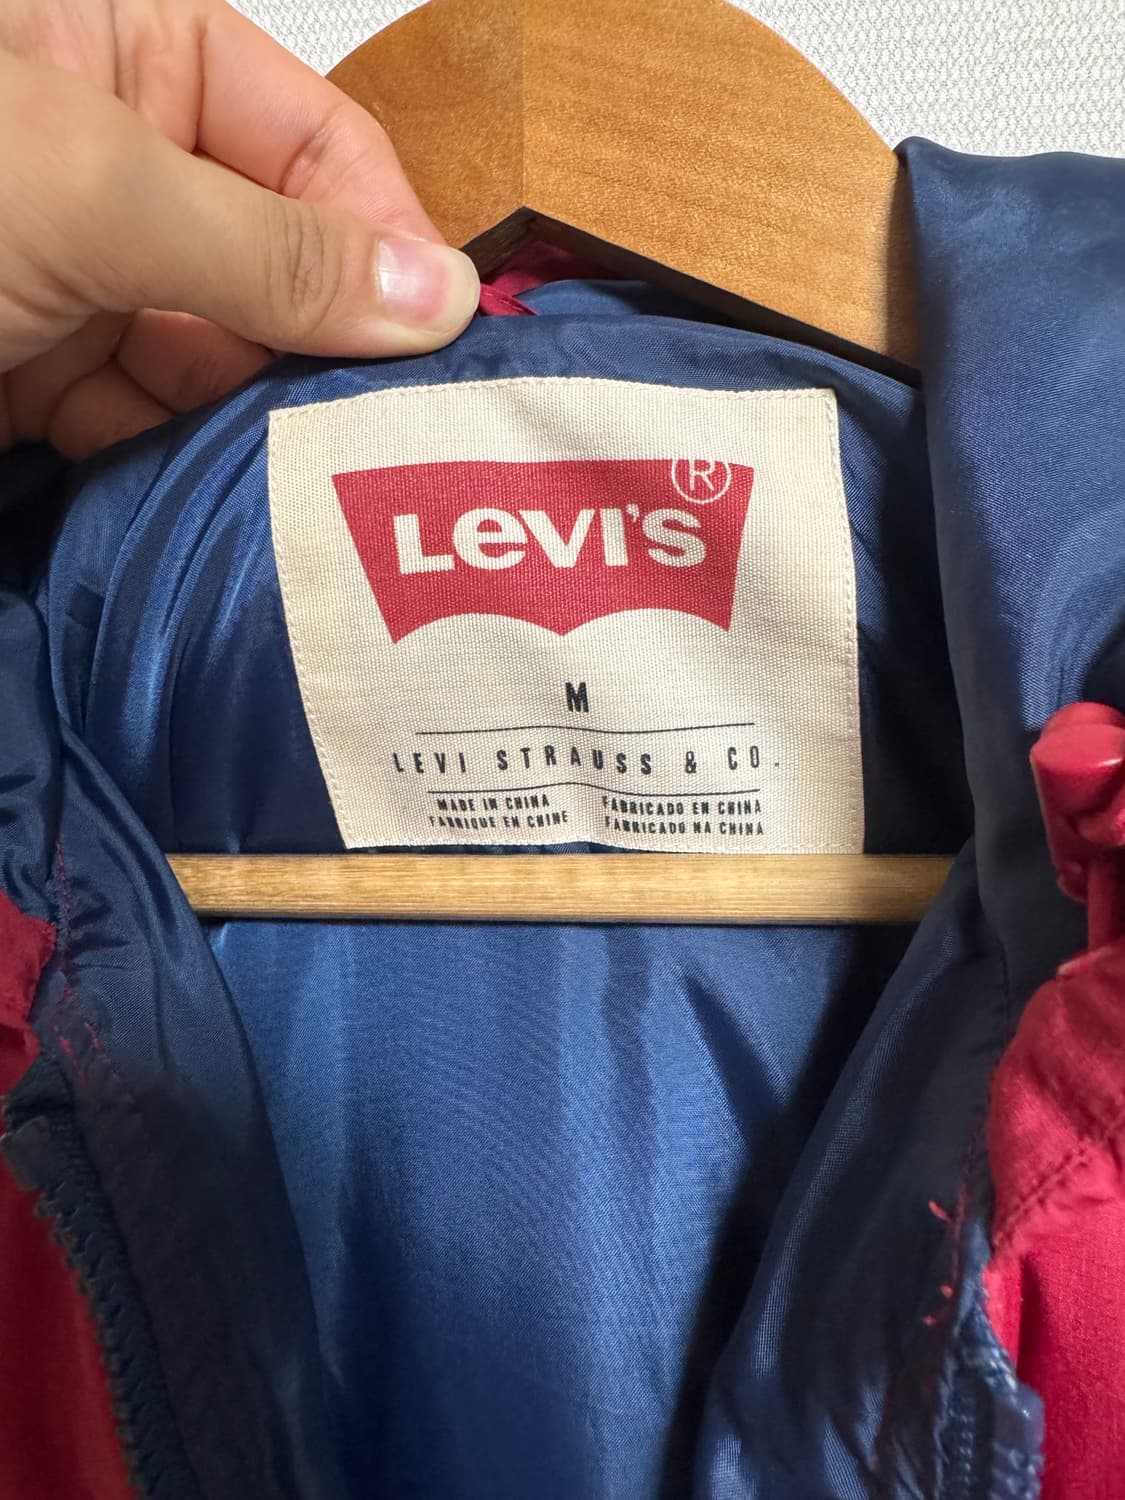 LEVI'S ®
M
LEVI STRAUSS & CO.
MADE IN CHINA
FABRIQUE EN CHINE
FABRICADO EN CHINA
FABRICADO NA CHINA